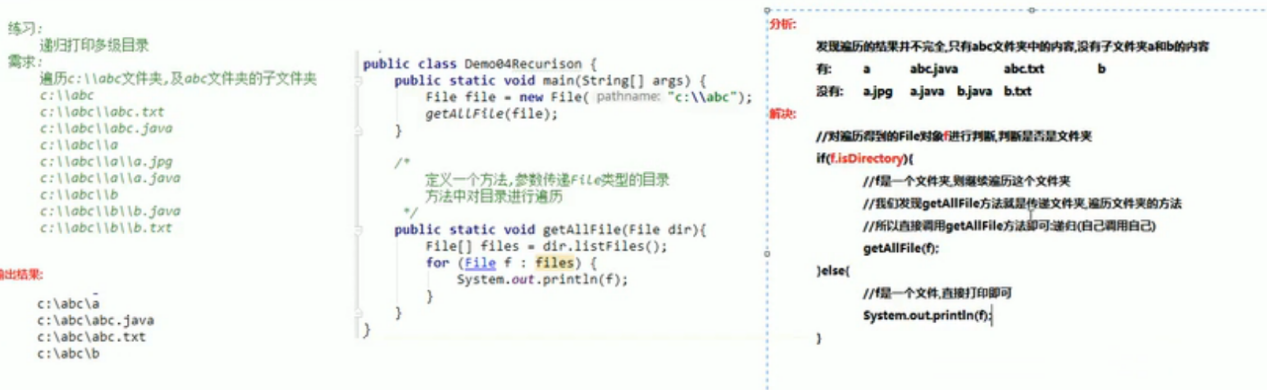 练习:
递归打印多级目录
需求:
遍历c:\\abc文件夹,及abc文件夹的子文件夹
c:\\abc
c:\\abc\\abc.txt
c:\\abc\\abc.java
c:\\abc\\a
c:\\abc\\a\\a.jpg
c:\\abc\\a\\a.java
c:\\abc\\b
c:\\abc\\b\\b.java
c:\\abc\\b\\b.txt
输出结果:
c:\abc\a
c:\abc\abc.java
c:\abc\abc.txt
c:\abc\b
public class Demo04Recurison {
public static void main(String[] args) {
File file = new File( pathname: "c:\\abc");
getAllFile(file);
}
/*
定义一个方法,参数传递File类型的目录
方法中对目录进行遍历
*/
public static void getAllFile(File dir){
File[] files = dir.listFiles();
for (File f : files) {
System.out.println(f);
}
}
}
分析:
发现遍历的结果并不完全,只有abc文件夹中的内容,没有子文件夹a和b的内容
有: a abc.java abc.txt b
没有: a.jpg a.java b.java b.txt
解决:
//对遍历得到的File对象f进行判断,判断是否是文件夹
if(f.isDirectory){
//f是一个文件夹,则继续遍历这个文件夹
//我们发现getAllFile方法就是传递文件夹,遍历文件夹的方法
//所以直接调用getAllFile方法即可:递归(自己调用自己)
getAllFile(f);
}else{
//f是一个文件,直接打印即可
System.out.println(f);
}